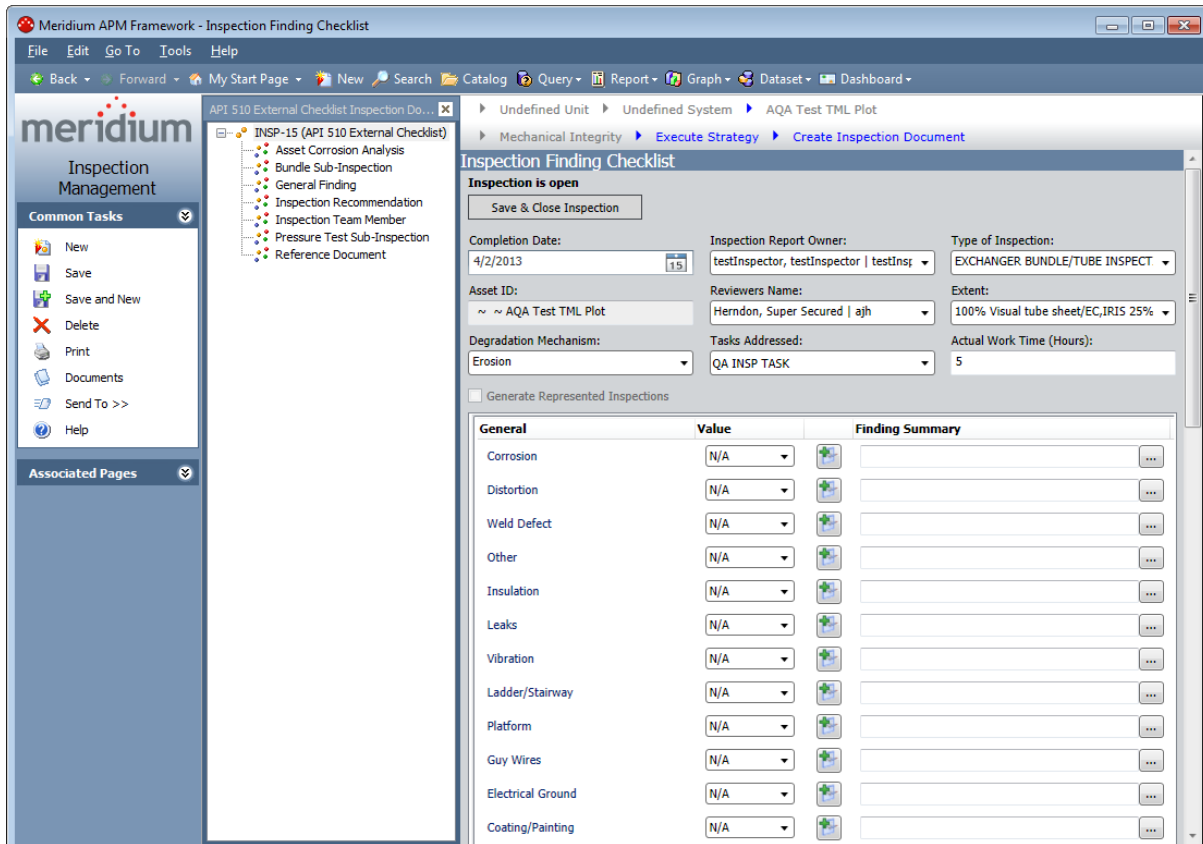 Meridium APM Framework - Inspection Finding Checklist
File Edit Go To Tools Help
Back Forward My Start Page New Search Catalog Query Report Graph Dataset Dashboard
meridium
Inspection
Management
Common Tasks
New
Save
Save and New
Delete
Print
Documents
Send To >>
Help
Associated Pages
API 510 External Checklist Inspection Do...
INSP-15 (API 510 External Checklist)
Asset Corrosion Analysis
Bundle Sub-Inspection
General Finding
Inspection Recommendation
Inspection Team Member
Pressure Test Sub-Inspection
Reference Document
Undefined Unit Undefined System AQA Test TML Plot
Mechanical Integrity Execute Strategy Create Inspection Document
Inspection Finding Checklist
Inspection is open
Save & Close Inspection
Completion Date: Inspection Report Owner: Type of Inspection:
4/2/2013 15 testInspector, testInspector | testInsp EXCHANGER BUNDLE/TUBE INSPECT
Asset ID: Reviewers Name: Extent:
~ ~ AQA Test TML Plot Herndon, Super Secured | ajh 100% Visual tube sheet/EC,IRIS 25%
Degradation Mechanism: Tasks Addressed: Actual Work Time (Hours):
Erosion QA INSP TASK 5
Generate Represented Inspections
General Value Finding Summary
Corrosion N/A ...
Distortion N/A ...
Weld Defect N/A ...
Other N/A ...
Insulation N/A ...
Leaks N/A ...
Vibration N/A ...
Ladder/Stairway N/A ...
Platform N/A ...
Guy Wires N/A ...
Electrical Ground N/A ...
Coating/Painting N/A ...